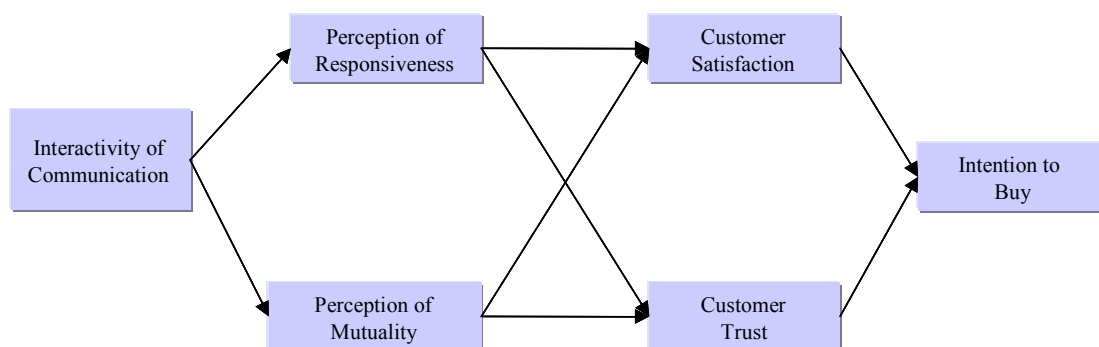 Perception of
Responsiveness
Customer
Satisfaction
Interactivity of
Communication
Intention to
Buy
Perception of
Mutuality
Customer
Trust